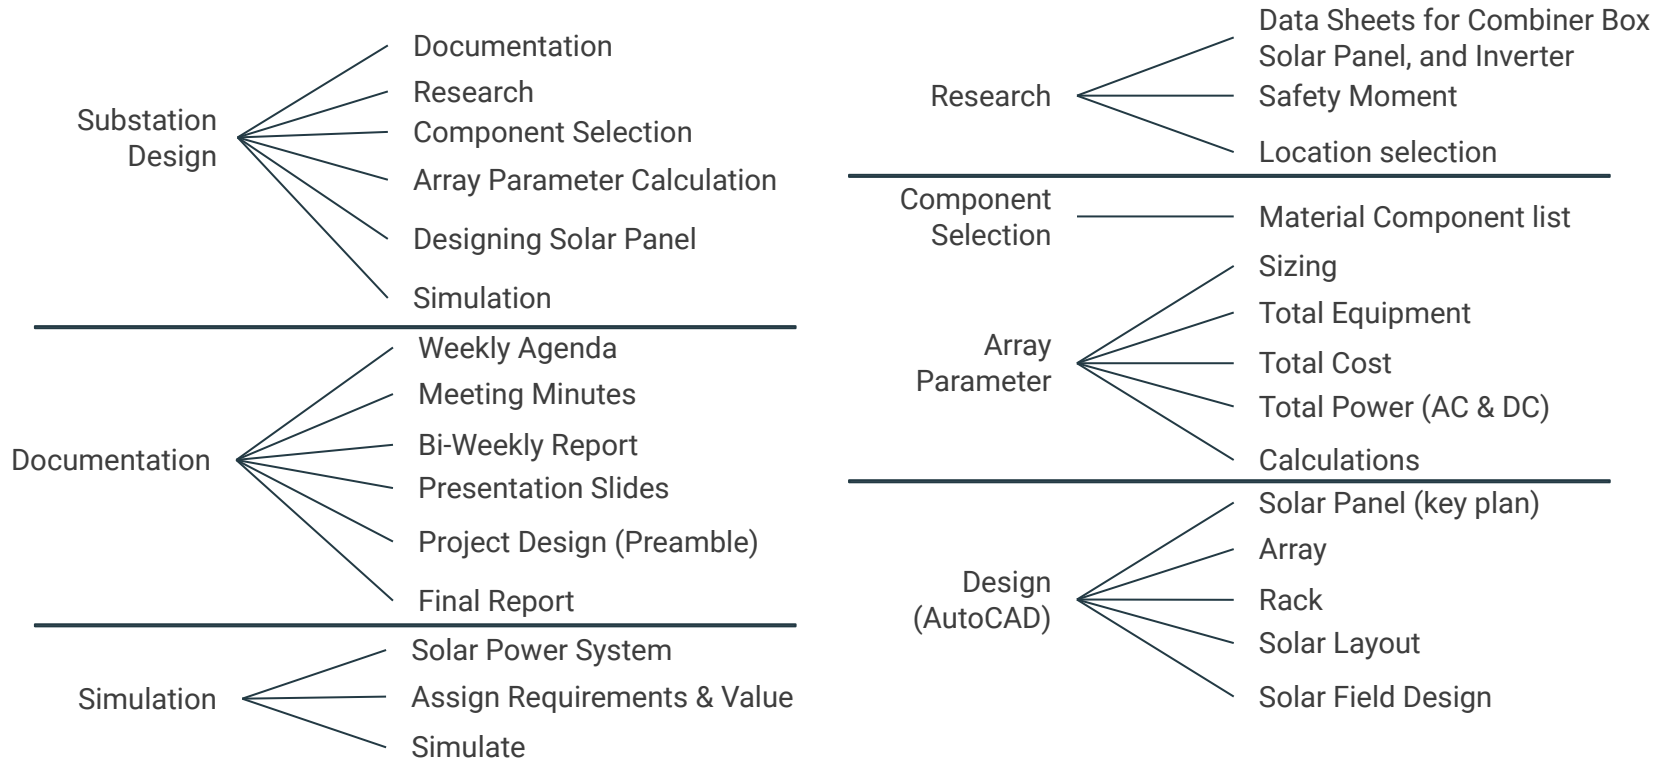 Substation
Design
Documentation
Research
Component Selection
Array Parameter Calculation
Designing Solar Panel
Simulation
Documentation
Weekly Agenda
Meeting Minutes
Bi-Weekly Report
Presentation Slides
Project Design (Preamble)
Final Report
Simulation
Solar Power System
Assign Requirements & Value
Simulate
Research
Data Sheets for Combiner Box
Solar Panel, and Inverter
Safety Moment
Location selection
Component
Selection
Material Component list
Array
Parameter
Sizing
Total Equipment
Total Cost
Total Power (AC & DC)
Calculations
Design
(AutoCAD)
Solar Panel (key plan)
Array
Rack
Solar Layout
Solar Field Design